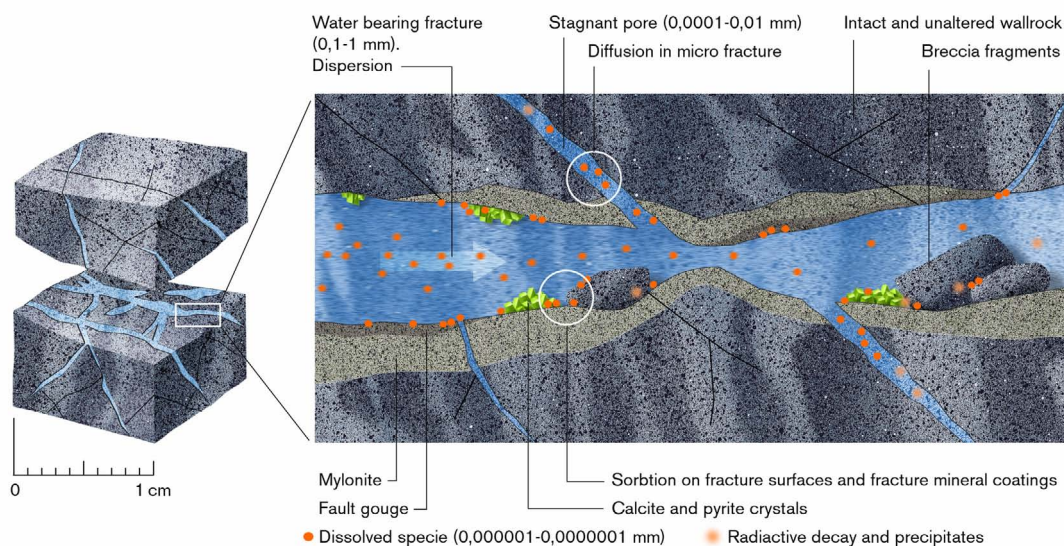 Water bearing fracture
(0,1-1 mm).
Dispersion
Stagnant pore (0,0001-0,01 mm)
Diffusion in micro fracture
Intact and unaltered wallrock
Breccia fragments
0
1 cm
Mylonite
Fault gouge
Sorbtion on fracture surfaces and fracture mineral coatings
Calcite and pyrite crystals
Dissolved specie (0,000001-0,0000001 mm)
Radiactive decay and precipitates